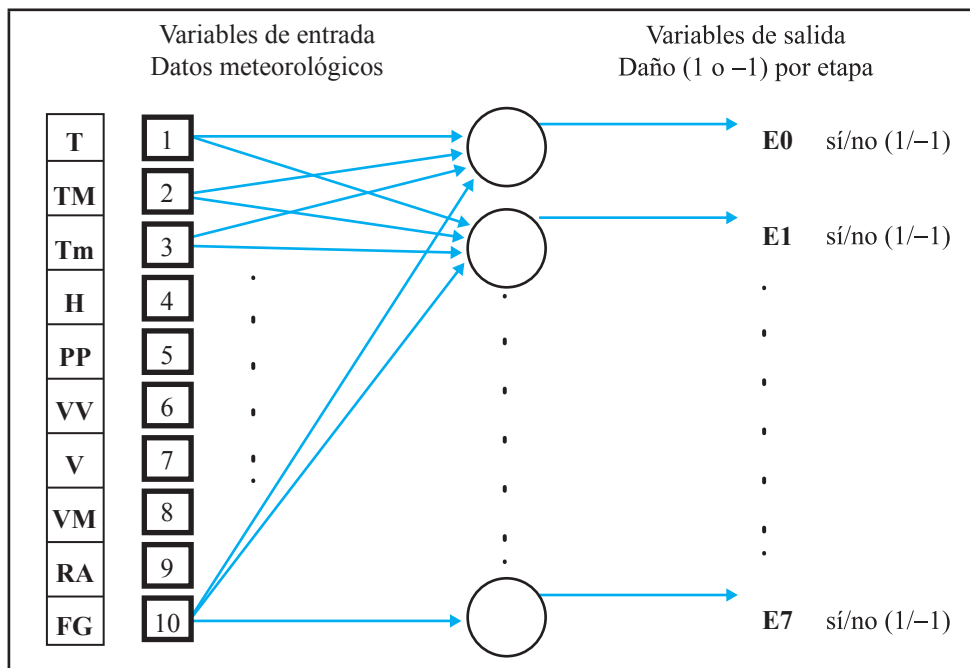 Variables de entrada
Datos meteorológicos
Variables de salida
Daño (1 o –1) por etapa
T 1 E0 sí/no (1/–1)
TM 2
Tm 3 E1 sí/no (1/–1)
H 4
PP 5
VV 6
V 7
VM 8
RA 9
FG 10 E7 sí/no (1/–1)